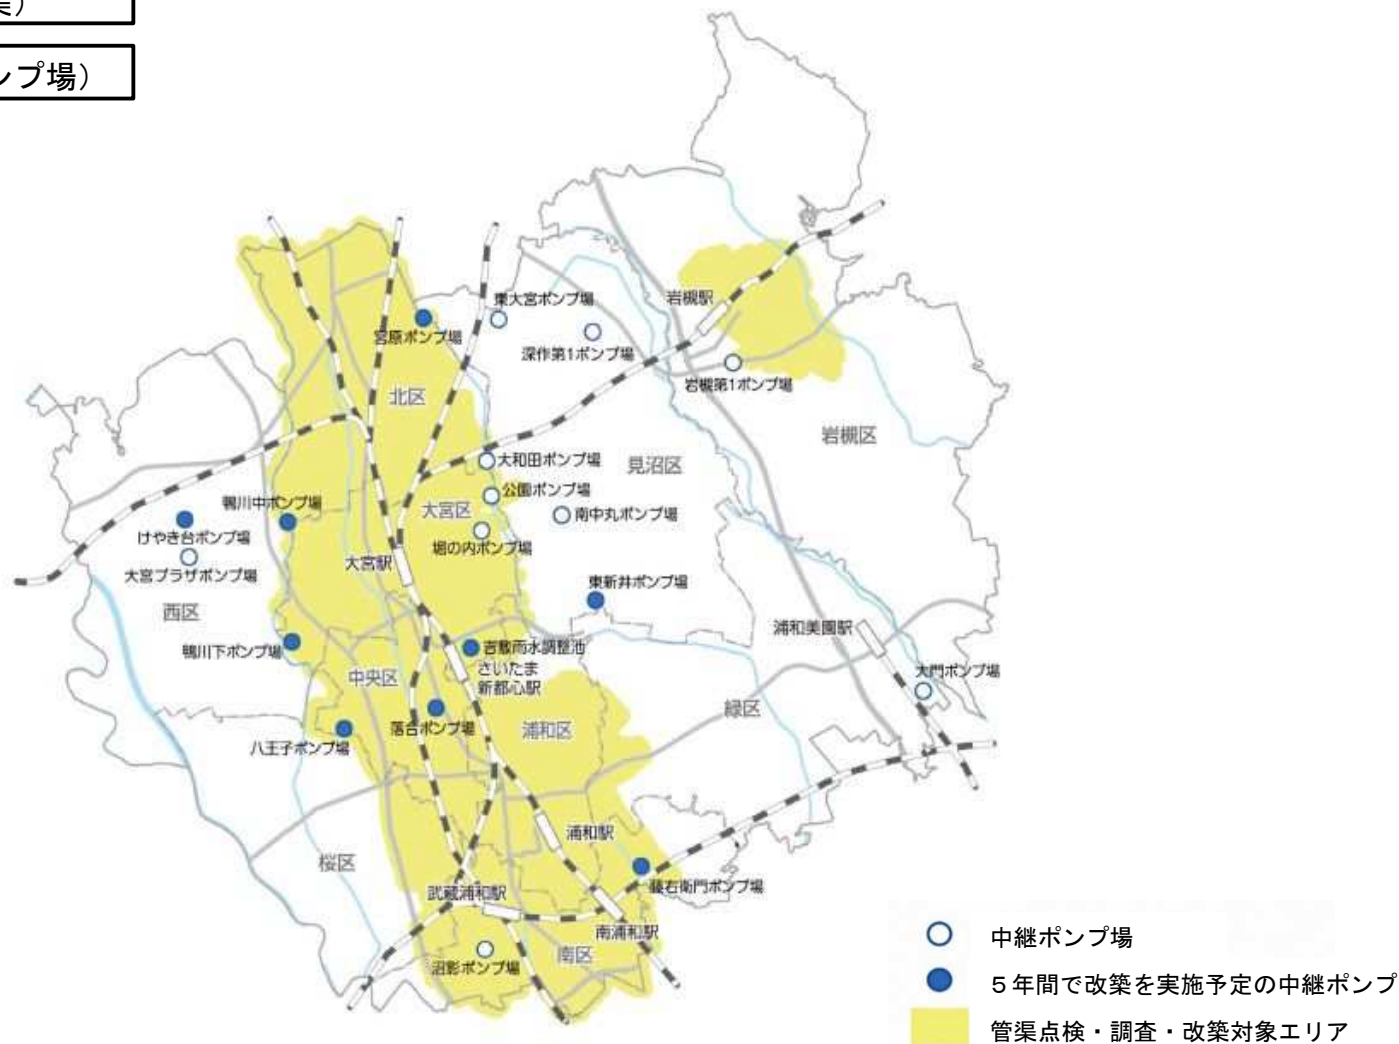 業）
ンプ場）
東大宮ポンプ場
岩槻駅
宮原ポンプ場
深作第1ポンプ場
岩槻第1ポンプ場
北区
岩槻区
大和田ポンプ場
見沼区
公園ポンプ場
鴨川中ポンプ場
大宮区
南中丸ポンプ場
けやき台ポンプ場
堀の内ポンプ場
大宮駅
大宮プラザポンプ場
東新井ポンプ場
西区
浦和美園駅
鴨川下ポンプ場
吉敷雨水調整池
さいたま
新都心駅
大門ポンプ場
中央区
緑区
落合ポンプ場
浦和区
八王子ポンプ場
浦和駅
桜区
武蔵浦和駅
藤右衛門ポンプ場
南浦和駅
南区
沼影ポンプ場
中継ポンプ場
５年間で改築を実施予定の中継ポンプ
管渠点検・調査・改築対象エリア